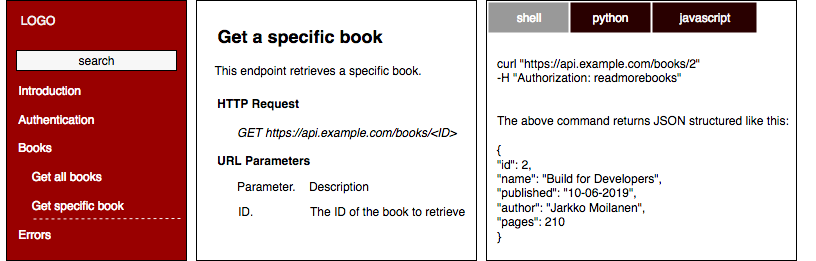 LOGO
search
Introduction
Authentication
Books
Get all books
Get specific book
Errors
Get a specific book
This endpoint retrieves a specific book.
HTTP Request
GET https://api.example.com/books/<ID>
URL Parameters
Parameter. Description
ID. The ID of the book to retrieve
shell python javascript
curl "https://api.example.com/books/2"
-H "Authorization: readmorebooks"
The above command returns JSON structured like this:
{
"id": 2,
"name": "Build for Developers",
"published": "10-06-2019",
"author": "Jarkko Moilanen",
"pages": 210
}